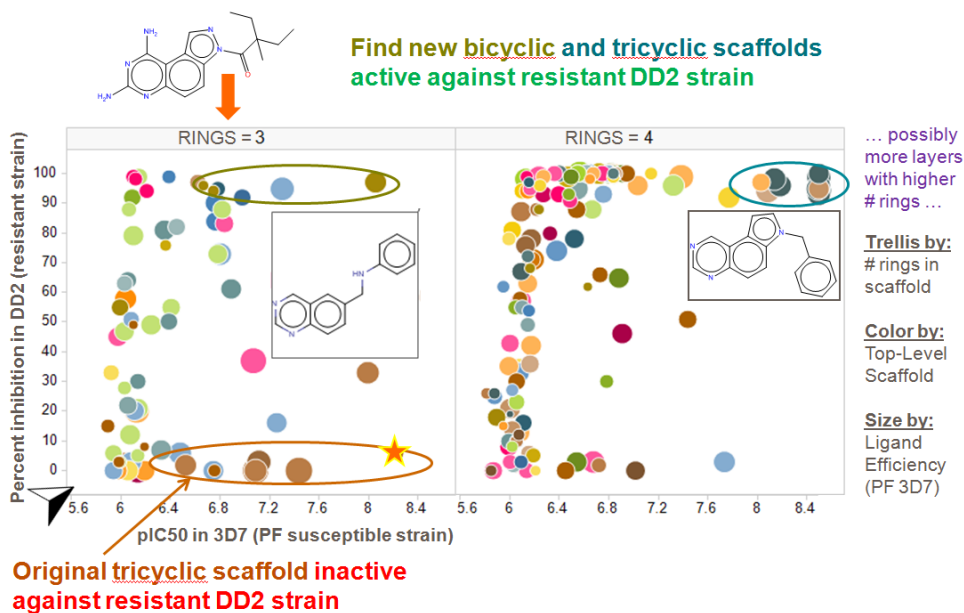 NH2
N
N
N
N
H2N
O
Find new bicyclic and tricyclic scaffolds
active against resistant DD2 strain
RINGS = 3
RINGS = 4
Percent inhibition in DD2 (resistant strain)
100
90
80
70
60
50
40
30
20
10
0
5.6
6
6.4
6.8
7.2
7.6
8
8.4
5.6
6
6.4
6.8
7.2
7.6
8
8.4
pIC50 in 3D7 (PF susceptible strain)
HN
N
N
N
N
N
… possibly
more layers
with higher
# rings …
Trellis by:
# rings in
scaffold
Color by:
Top-Level
Scaffold
Size by:
Ligand
Efficiency
(PF 3D7)
Original tricyclic scaffold inactive
against resistant DD2 strain